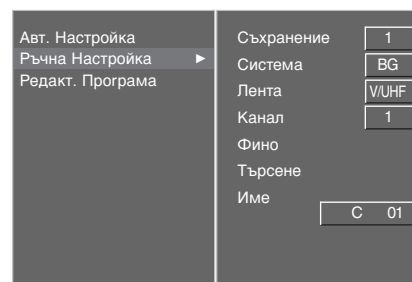 Авт. Настройка
Ръчна Настройка ►
Редакт. Програма
Съхранение 1
Система BG
Лента V/UHF
Канал 1
Фино
Търсене
Име
C 01